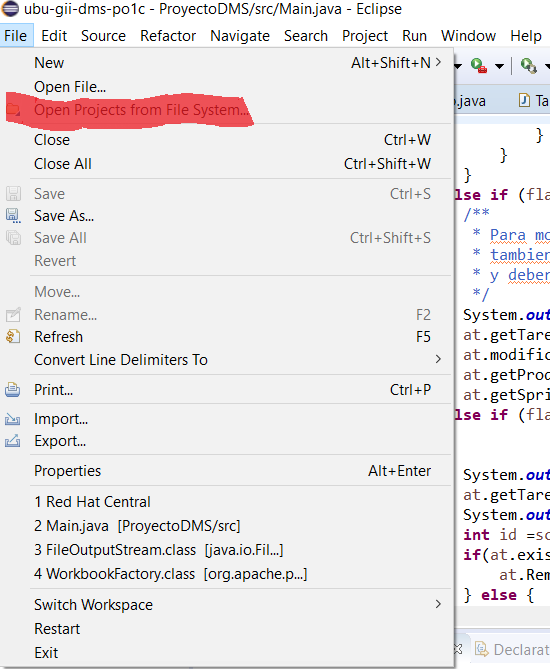 ubu-gii-dms-po1c - ProyectoDMS/src/Main.java - Eclipse
File Edit Source Refactor Navigate Search Project Run Window Help
New Alt+Shift+N
Open File...
Open Projects from File System...
Close Ctrl+W
Close All Ctrl+Shift+W
Save Ctrl+S
Save As...
Save All Ctrl+Shift+S
Revert
Move...
Rename... F2
Refresh F5
Convert Line Delimiters To
Print... Ctrl+P
Import...
Export...
Properties Alt+Enter
1 Red Hat Central
2 Main.java [ProyectoDMS/src]
3 FileOutputStream.class [java.io.Fil...]
4 WorkbookFactory.class [org.apache.p...]
Switch Workspace
Restart
Exit
.java Ta
}
}
}
else if (fla
/**
* Para mo
* tambien
* y deber
*/
System.out
at.getTare
at.modific
at.getProd
at.getSpri
else if (fla
System.out
at.getTare
System.out
int id =sc
if(at.exis
at.Rem
} else {
Declarat